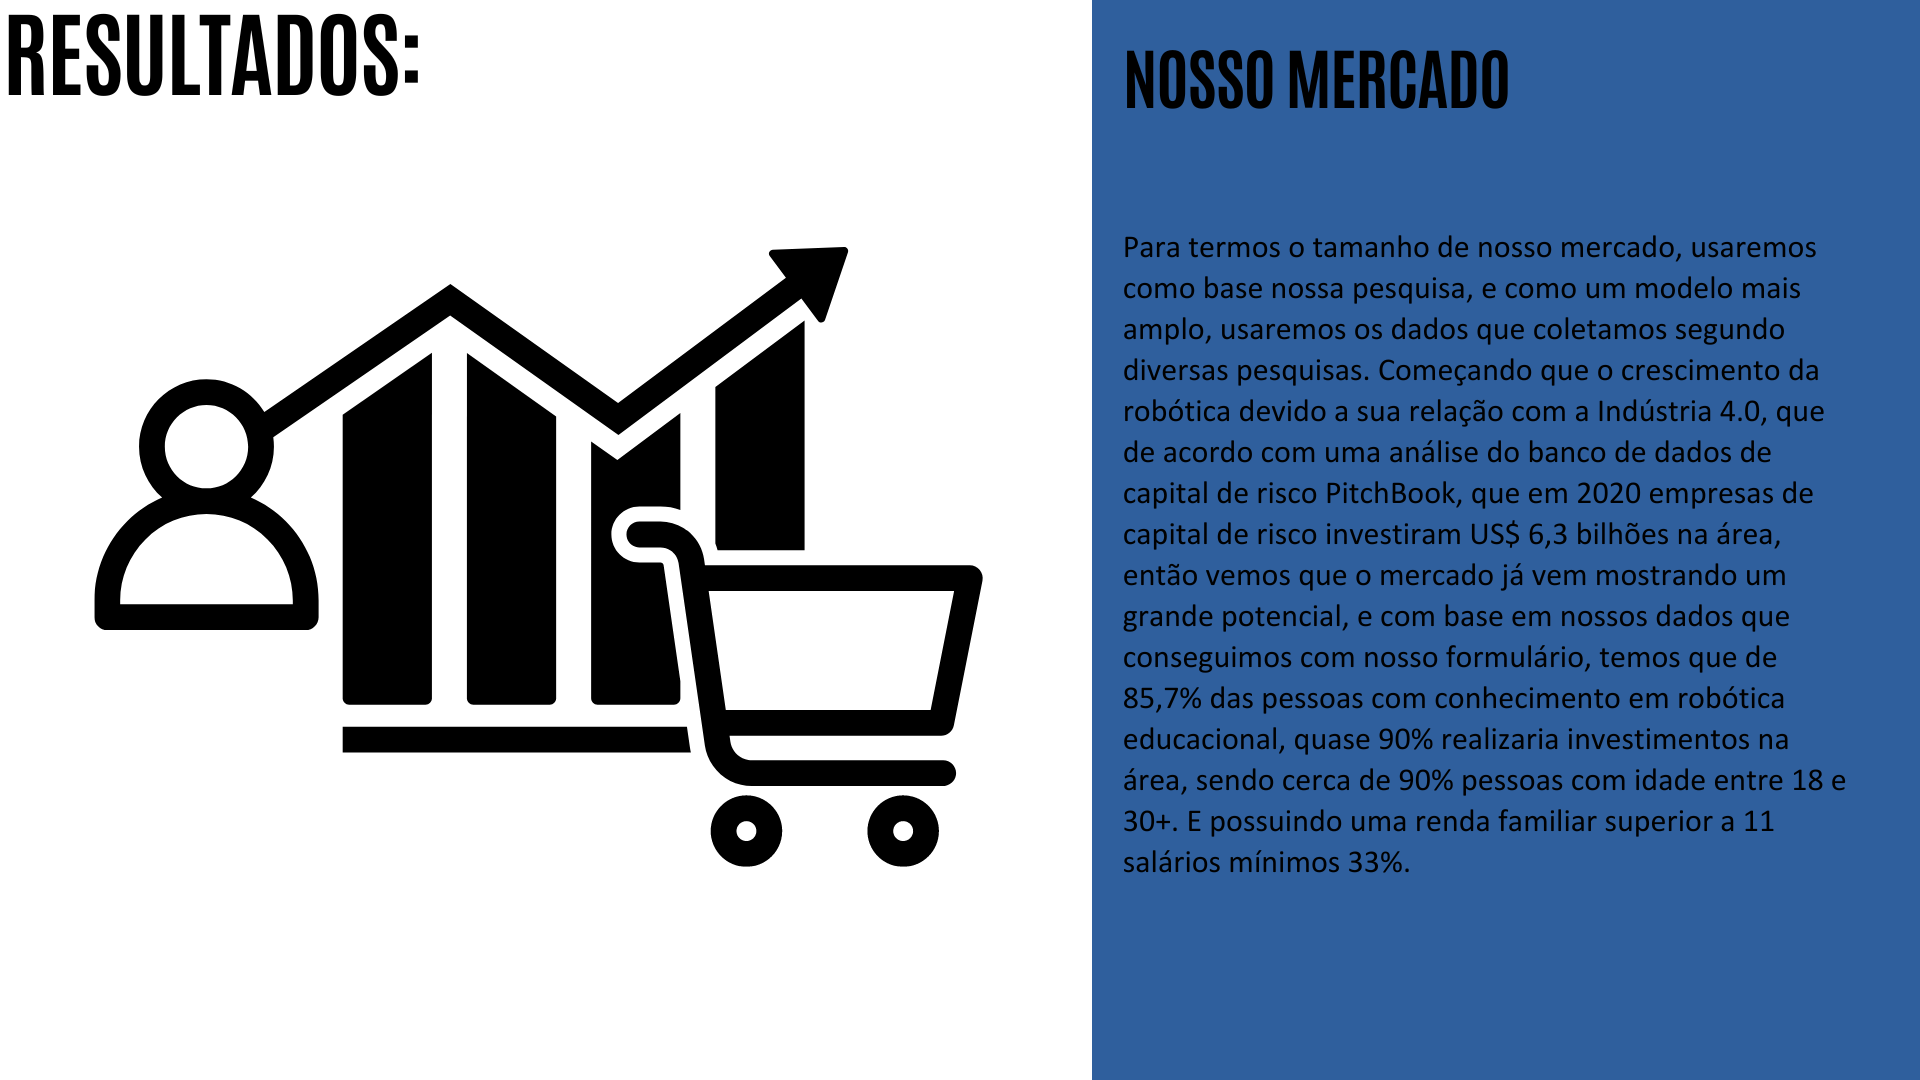 RESULTADOS:
NOSSO MERCADO
Para termos o tamanho de nosso mercado, usaremos
como base nossa pesquisa, e como um modelo mais
amplo, usaremos os dados que coletamos segundo
diversas pesquisas. Começando que o crescimento da
robótica devido a sua relação com a Indústria 4.0, que
de acordo com uma análise do banco de dados de
capital de risco PitchBook, que em 2020 empresas de
capital de risco investiram US$ 6,3 bilhões na área,
então vemos que o mercado já vem mostrando um
grande potencial, e com base em nossos dados que
conseguimos com nosso formulário, temos que de
85,7% das pessoas com conhecimento em robótica
educacional, quase 90% realizaria investimentos na
área, sendo cerca de 90% pessoas com idade entre 18 e
30+. E possuindo uma renda familiar superior a 11
salários mínimos 33%.